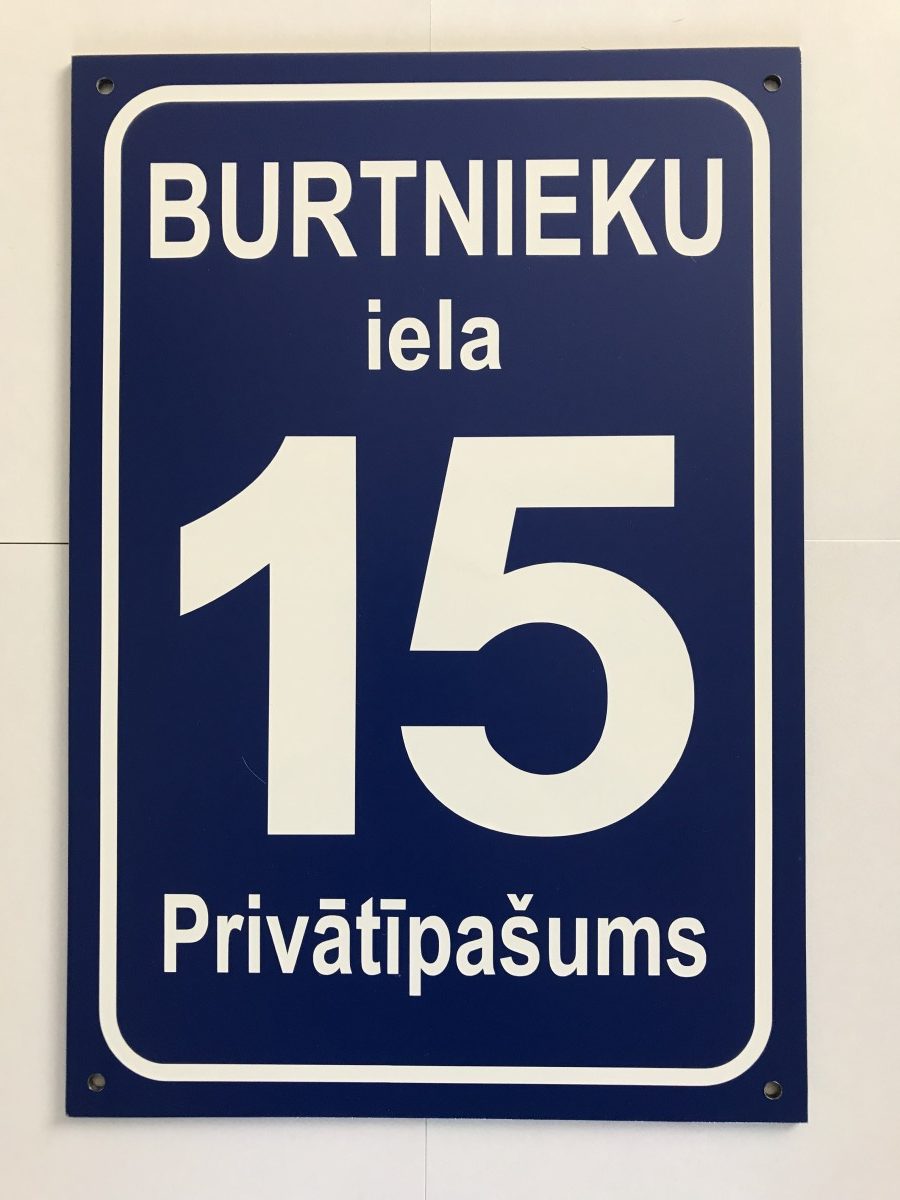 BURTNIEKU
iela
15
Privātīpašums